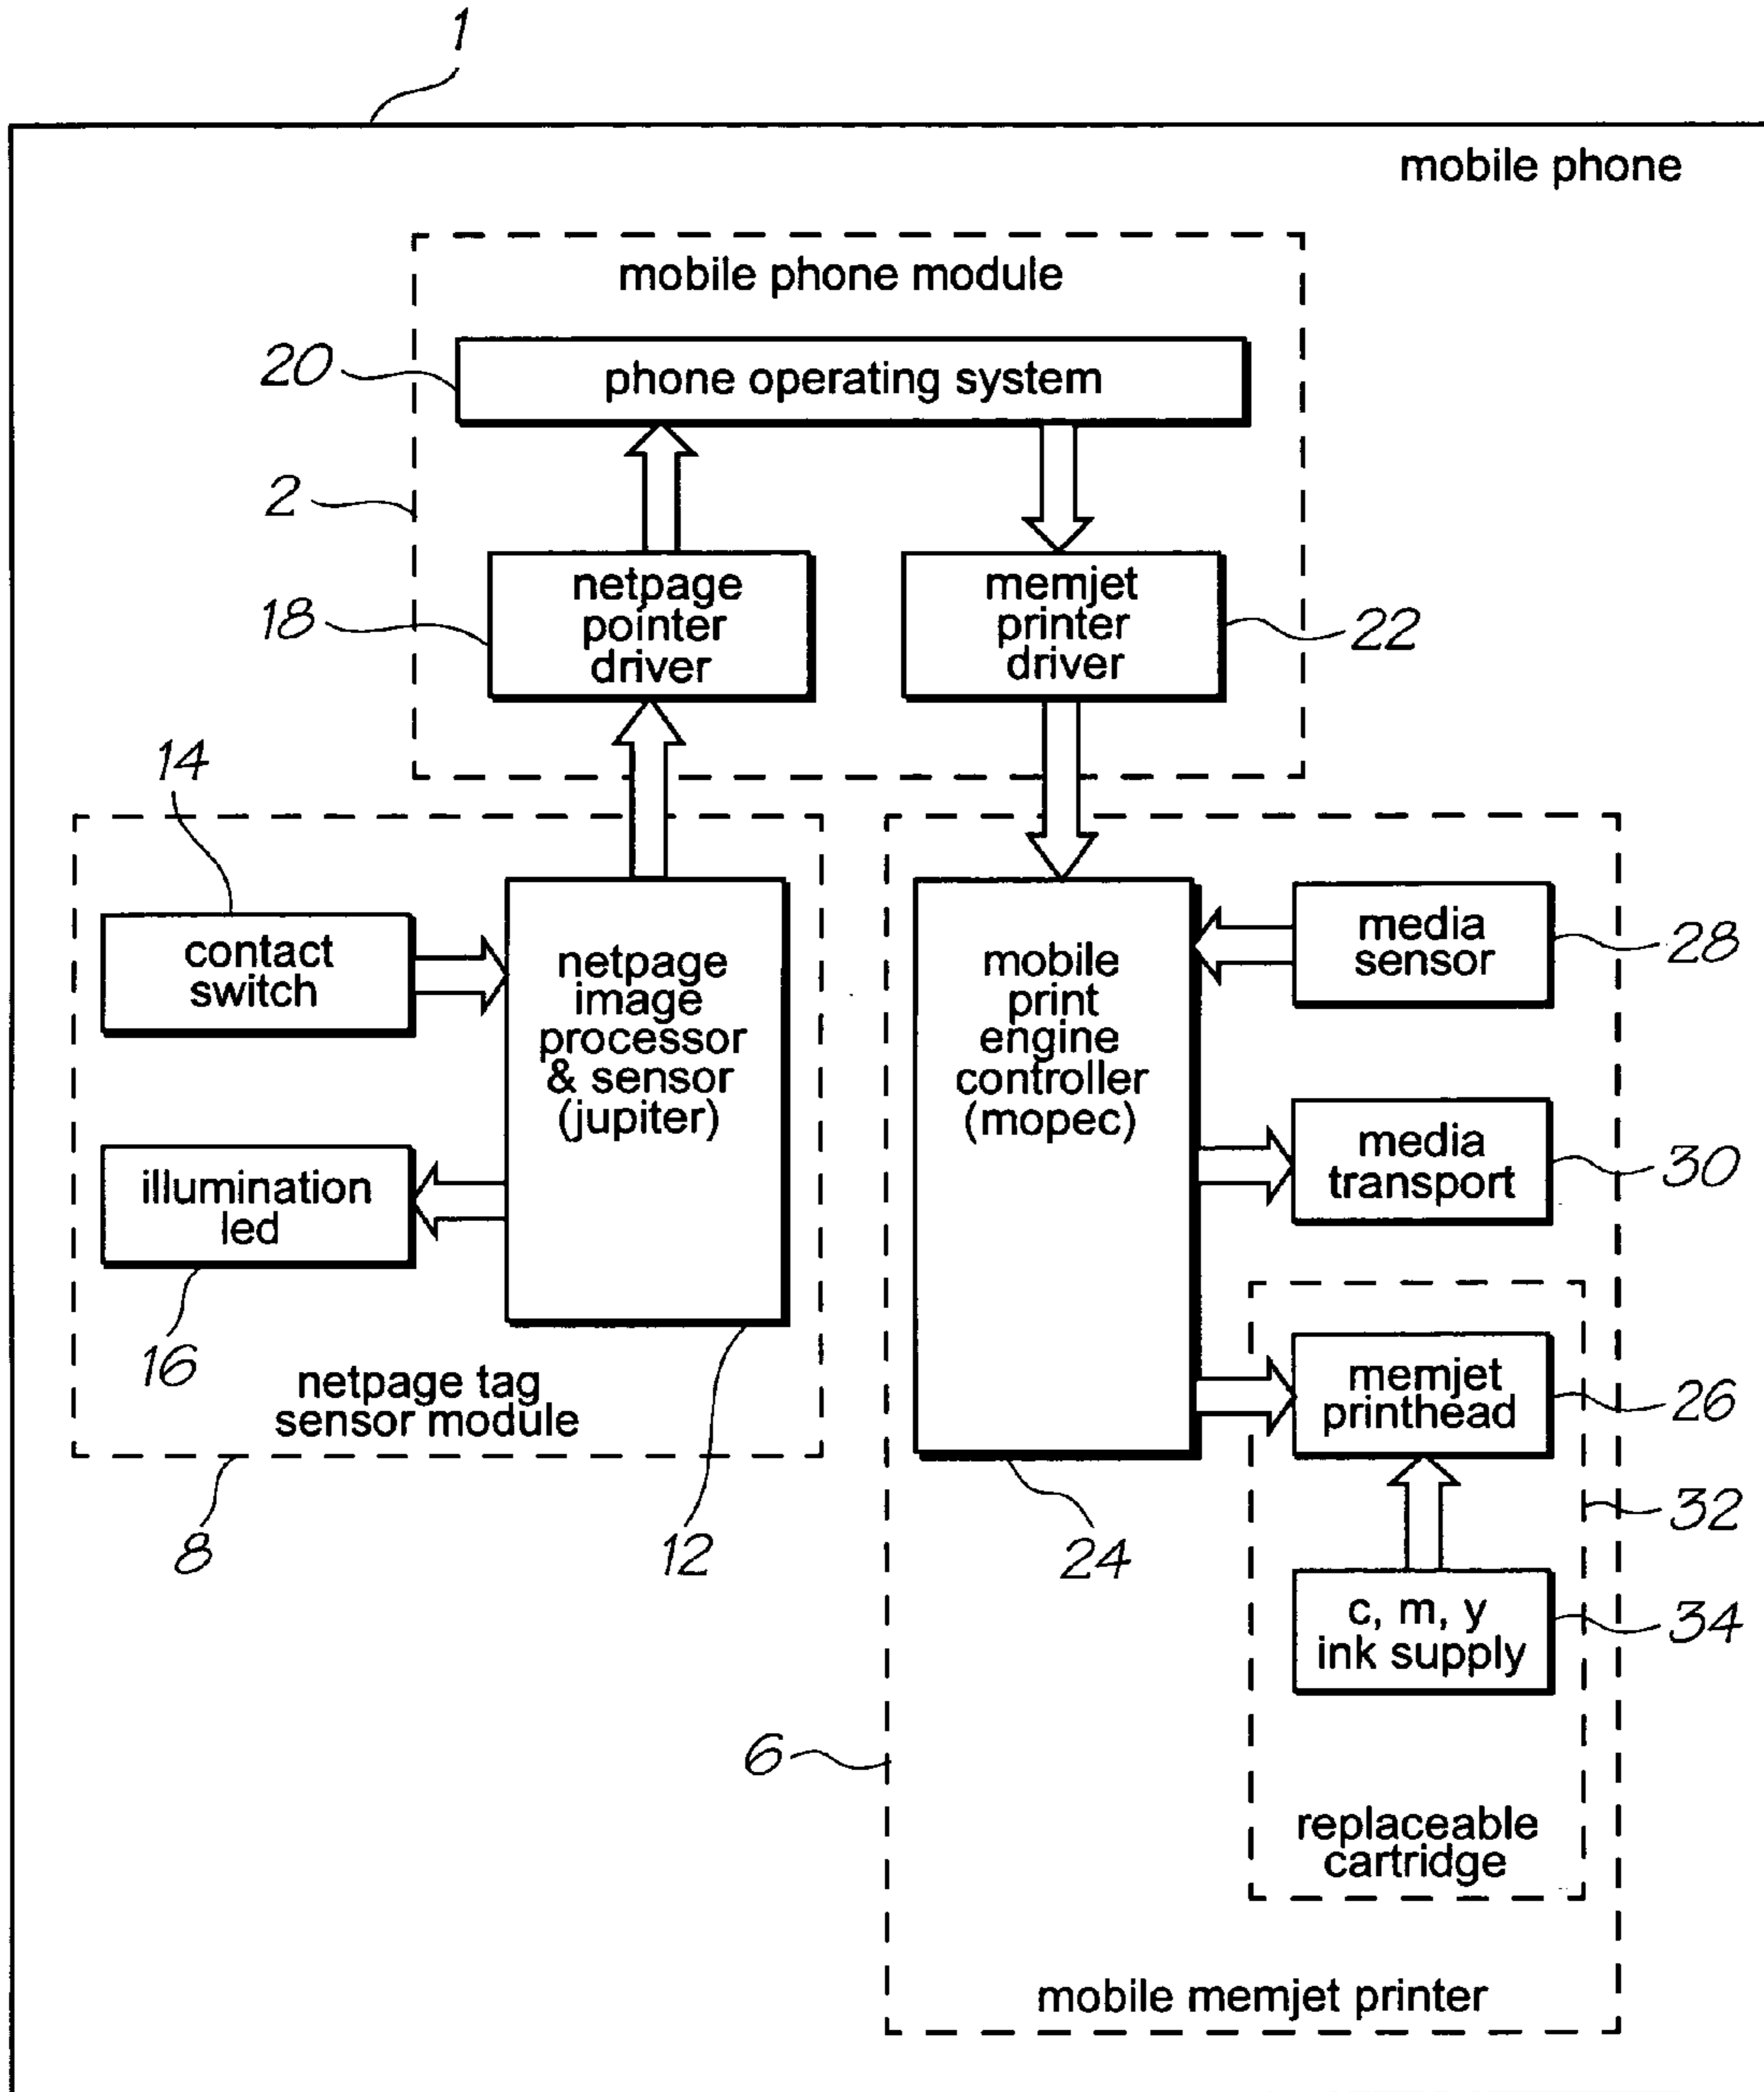 1
mobile phone
mobile phone module
20
phone operating system
2
netpage
pointer
driver
18
memjet
printer
driver
22
14
contact
switch
netpage
image
processor
& sensor
(jupiter)
illumination
led
16
netpage tag
sensor module
8
12
mobile
print
engine
controller
(mopec)
media
sensor
28
media
transport
30
memjet
printhead
26
32
24
c, m, y
ink supply
34
6
replaceable
cartridge
mobile memjet printer